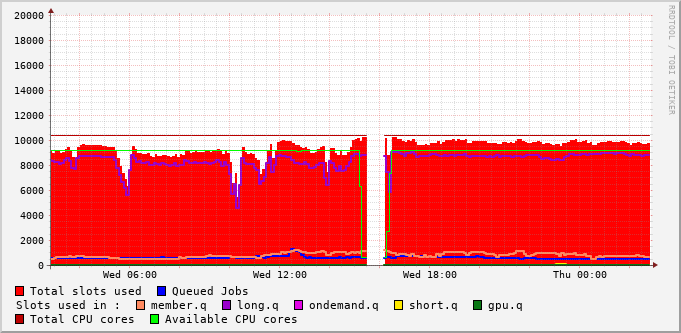 20000
18000
16000
14000
12000
10000
8000
6000
4000
2000
0
Wed 06:00 Wed 12:00 Wed 18:00 Thu 00:00
RRDTOOL / TOBI OETIKER
Total slots used Queued Jobs
Slots used in : member.q long.q ondemand.q short.q gpu.q
Total CPU cores Available CPU cores